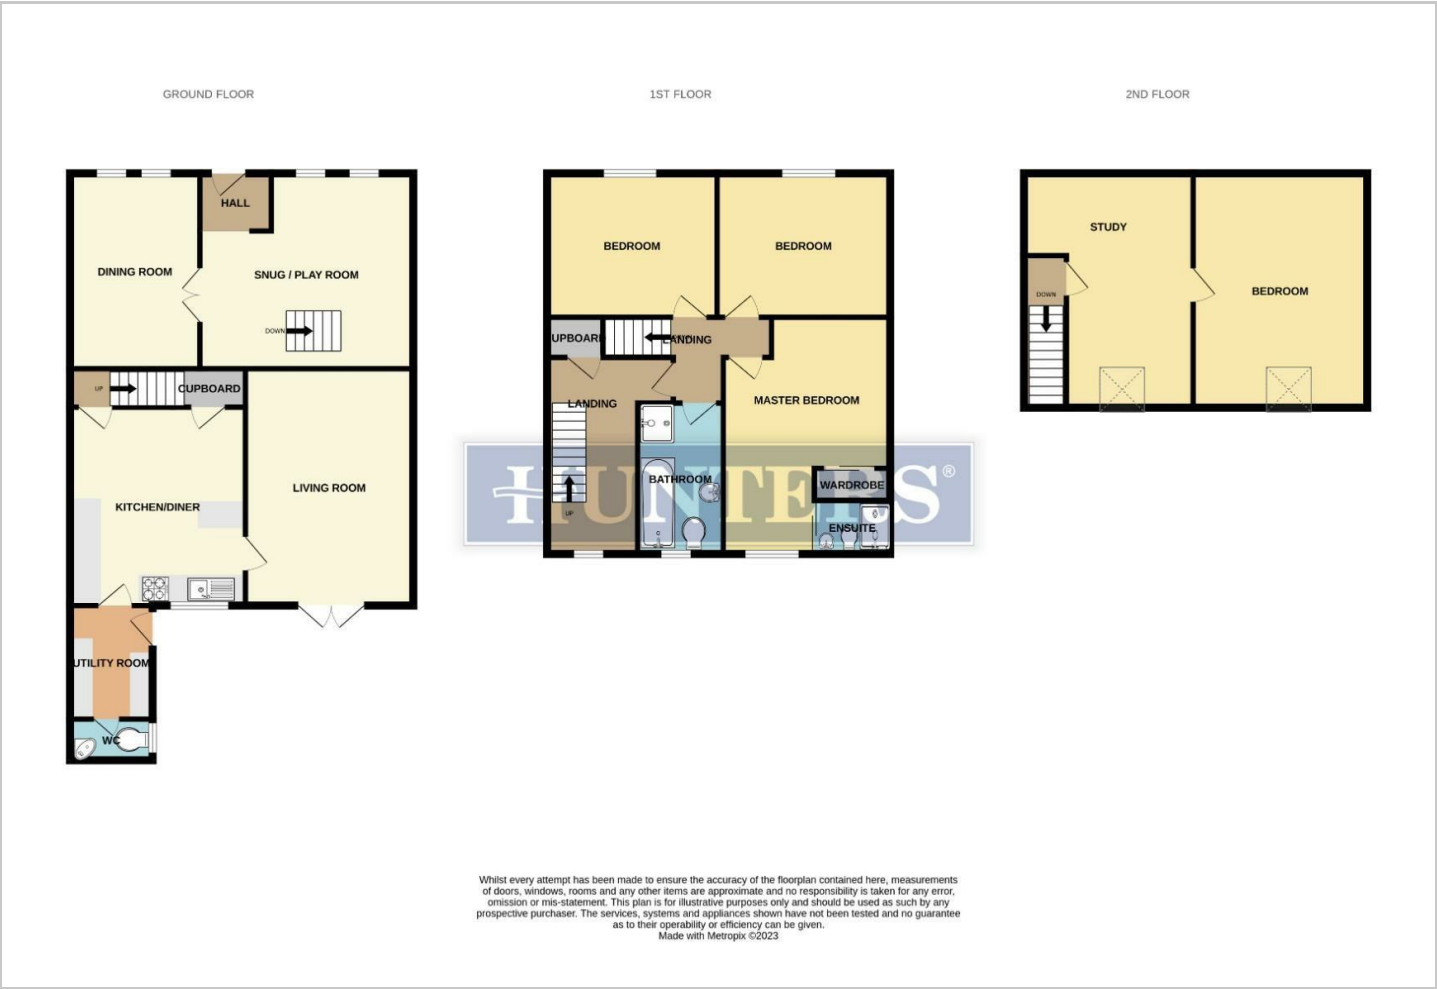 GROUND FLOOR
1ST FLOOR
2ND FLOOR
HALL
DINING ROOM
SNUG / PLAY ROOM
DOWN
UP
CUPBOARD
KITCHEN/DINER
LIVING ROOM
UTILITY ROOM
WC
BEDROOM
BEDROOM
UPBOARD
LANDING
LANDING
MASTER BEDROOM
BATHROOM
WARDROBE
ENSUITE
UP
HUNTERS®
STUDY
DOWN
BEDROOM
Whilst every attempt has been made to ensure the accuracy of the floorplan contained here, measurements
of doors, windows, rooms and any other items are approximate and no responsibility is taken for any error,
omission or mis-statement. This plan is for illustrative purposes only and should be used as such by any
prospective purchaser. The services, systems and appliances shown have not been tested and no guarantee
as to their operability or efficiency can be given.
Made with Metropix ©2023